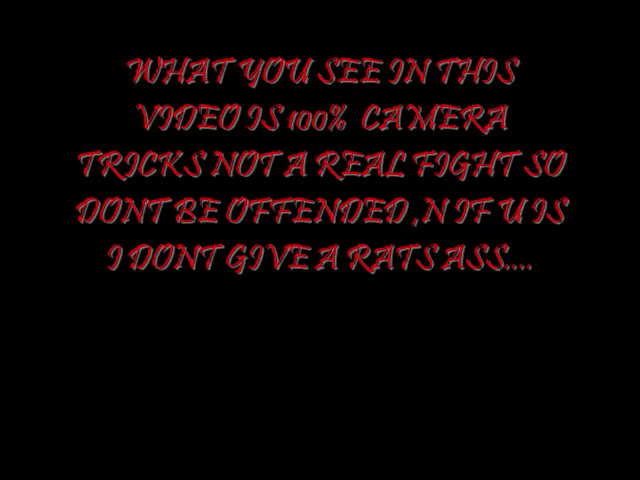 WHAT YOU SEE IN THIS
VIDEO IS 100% CAMERA
TRICKS NOT A REAL FIGHT SO
DONT BE OFFENDED ,N IF U IS
I DONT GIVE A RATS ASS....